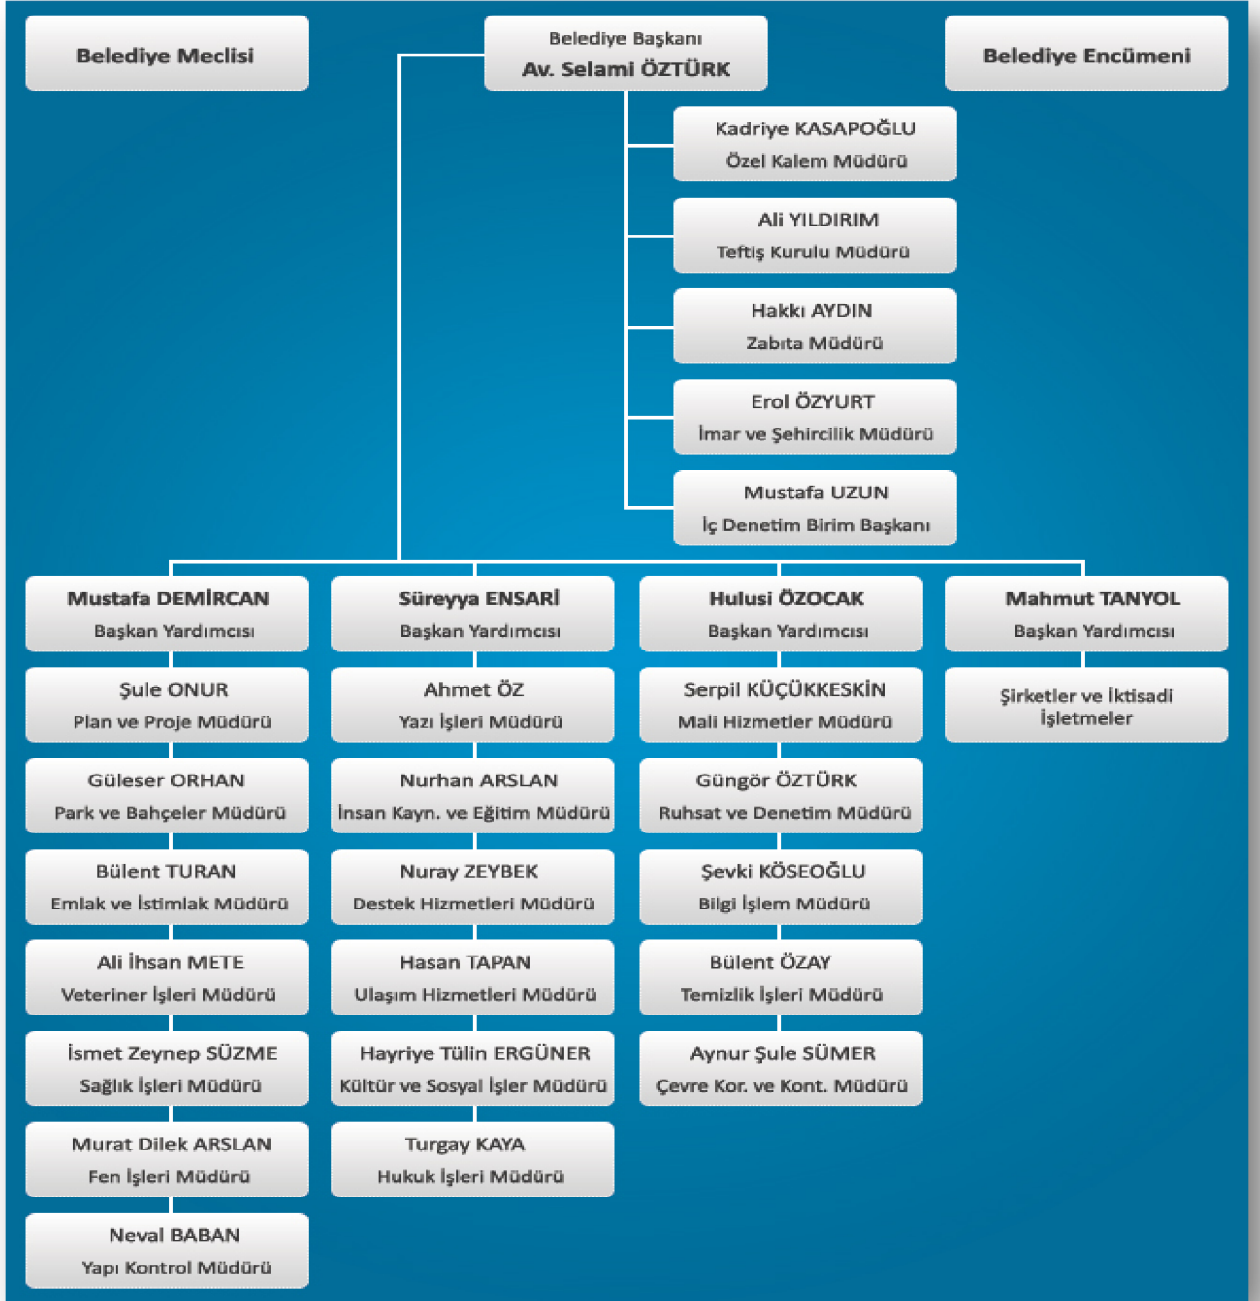 Belediye Meclisi
Belediye Başkanı
Av. Selami ÖZTÜRK
Belediye Encümeni
Kadriye KASAPOĞLU
Özel Kalem Müdürü
Ali YILDIRIM
Teftiş Kurulu Müdürü
Hakkı AYDIN
Zabıta Müdürü
Erol ÖZYURT
İmar ve Şehircilik Müdürü
Mustafa UZUN
İç Denetim Birim Başkanı
Mustafa DEMİRCAN
Başkan Yardımcısı
Şule ONUR
Plan ve Proje Müdürü
Güleser ORHAN
Park ve Bahçeler Müdürü
Bülent TURAN
Emlak ve İstimlak Müdürü
Ali İhsan METE
Veteriner İşleri Müdürü
İsmet Zeynep SÜZME
Sağlık İşleri Müdürü
Murat Dilek ARSLAN
Fen İşleri Müdürü
Neval BABAN
Yapı Kontrol Müdürü
Süreyya ENSARİ
Başkan Yardımcısı
Ahmet ÖZ
Yazı İşleri Müdürü
Nurhan ARSLAN
İnsan Kayn. ve Eğitim Müdürü
Nuray ZEYBEK
Destek Hizmetleri Müdürü
Hasan TAPAN
Ulaşım Hizmetleri Müdürü
Hayriye Tülin ERGÜNER
Kültür ve Sosyal İşler Müdürü
Turgay KAYA
Hukuk İşleri Müdürü
Hulusi ÖZOCAK
Başkan Yardımcısı
Serpil KÜÇÜKKESKİN
Mali Hizmetler Müdürü
Güngör ÖZTÜRK
Ruhsat ve Denetim Müdürü
Şevki KÖSEOĞLU
Bilgi İşlem Müdürü
Bülent ÖZAY
Temizlik İşleri Müdürü
Aynur Şule SÜMER
Çevre Kor. ve Kont. Müdürü
Mahmut TANYOL
Başkan Yardımcısı
Şirketler ve İktisadi
İşletmeler